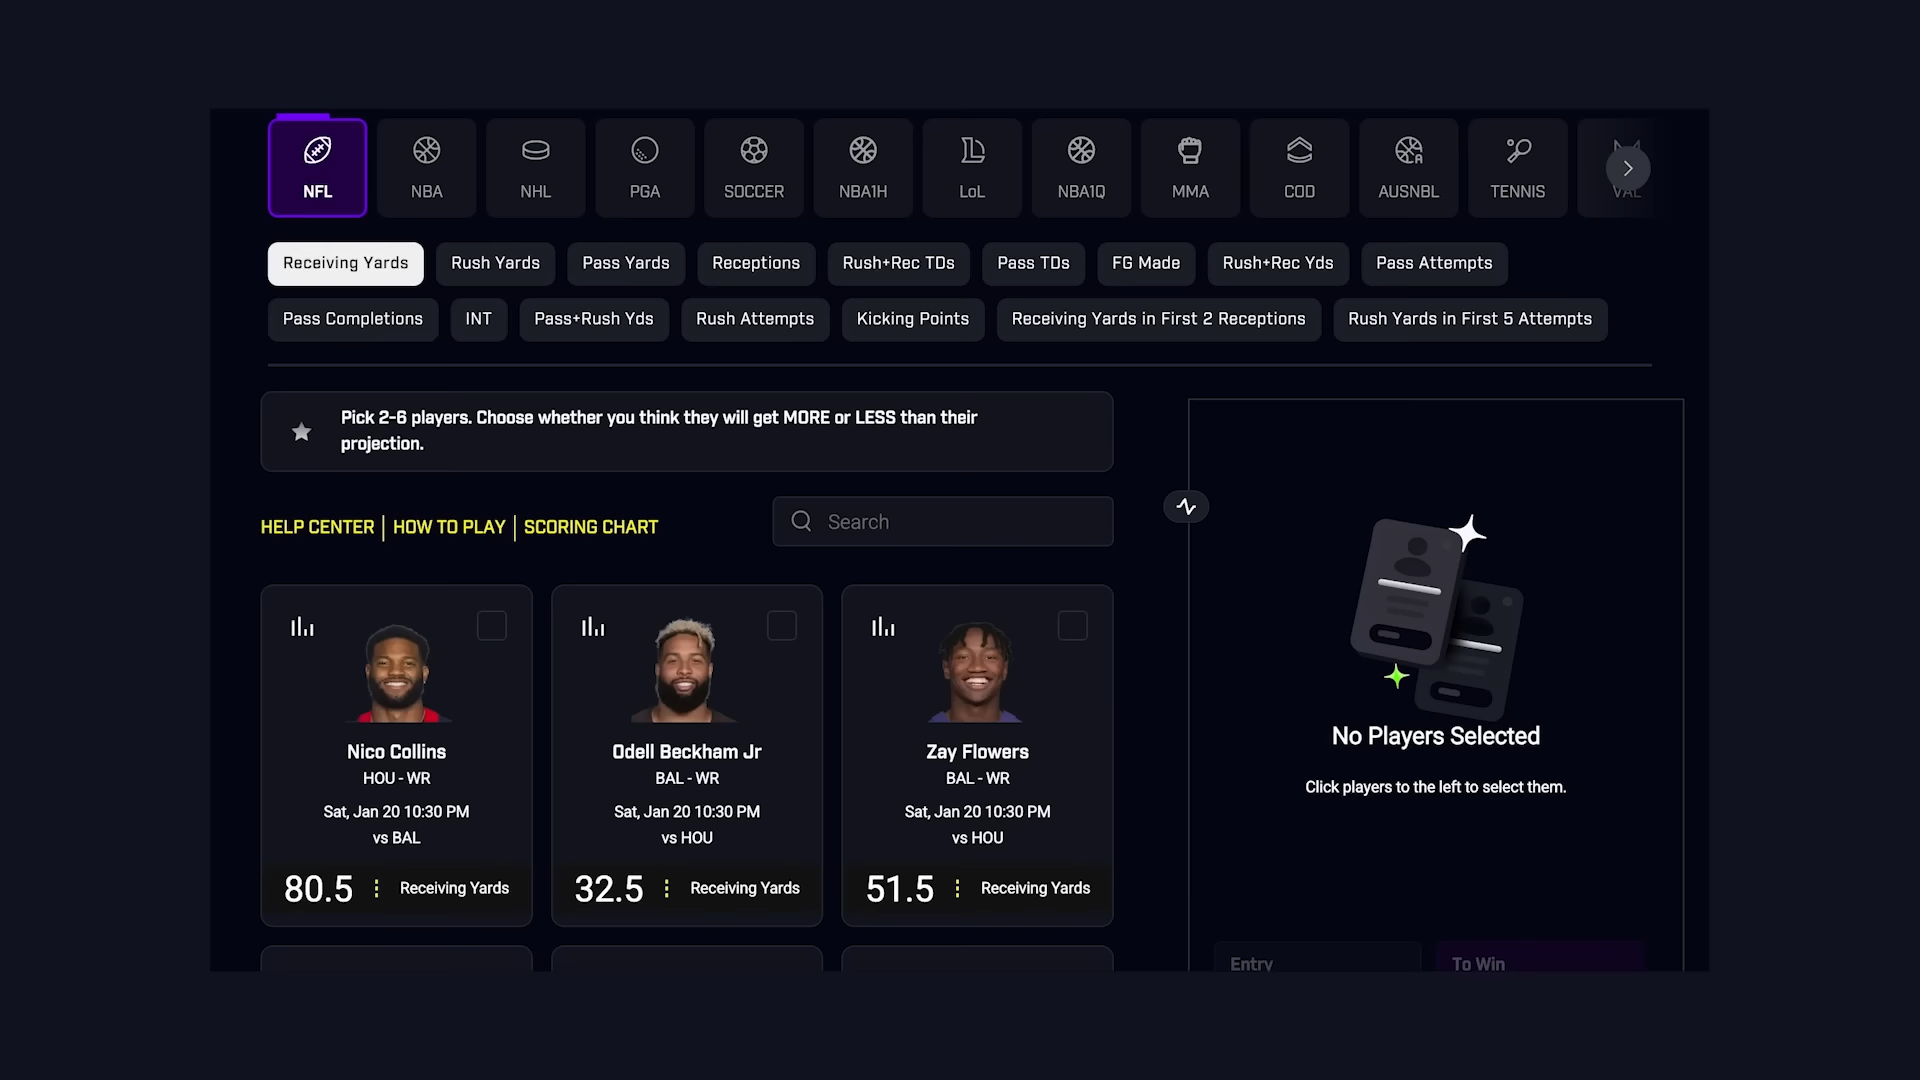 NFL
NBA
NHL
PGA
SOCCER
NBA1H
LoL
NBA1Q
MMA
COD
AUSNBL
TENNIS
VAL
Receiving Yards
Rush Yards
Pass Yards
Receptions
Rush+Rec TDs
Pass TDs
FG Made
Rush+Rec Yds
Pass Attempts
Pass Completions
INT
Pass+Rush Yds
Rush Attempts
Kicking Points
Receiving Yards in First 2 Receptions
Rush Yards in First 5 Attempts
Pick 2-6 players. Choose whether you think they will get MORE or LESS than their
projection.
HELP CENTER
HOW TO PLAY
SCORING CHART
Search
Nico Collins
HOU - WR
Sat, Jan 20 10:30 PM
vs BAL
80.5
Receiving Yards
Odell Beckham Jr
BAL - WR
Sat, Jan 20 10:30 PM
vs HOU
32.5
Receiving Yards
Zay Flowers
BAL - WR
Sat, Jan 20 10:30 PM
vs HOU
51.5
Receiving Yards
No Players Selected
Click players to the left to select them.
Entry
To Win